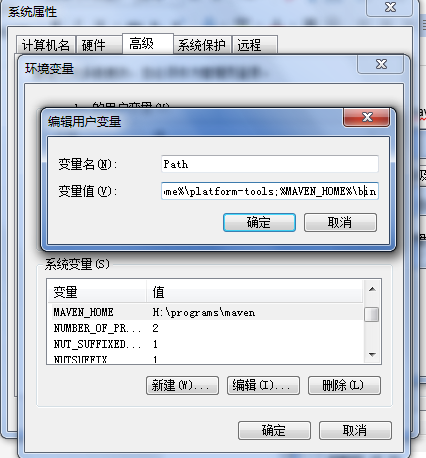 系统属性
计算机名 硬件 高级 系统保护 远程
环境变量
的用户变量(U)
编辑用户变量
变量名(N): Path
变量值(V): ome%\platform-tools;%MAVEN_HOME%\bin
确定 取消
系统变量(S)
变量 值
MAVEN_HOME H:\programs\maven
NUMBER_OF_PR... 2
NUT_SUFFIXED... 1
NUTSUFFIX 1
新建(W)... 编辑(I)... 删除(L)
确定 取消